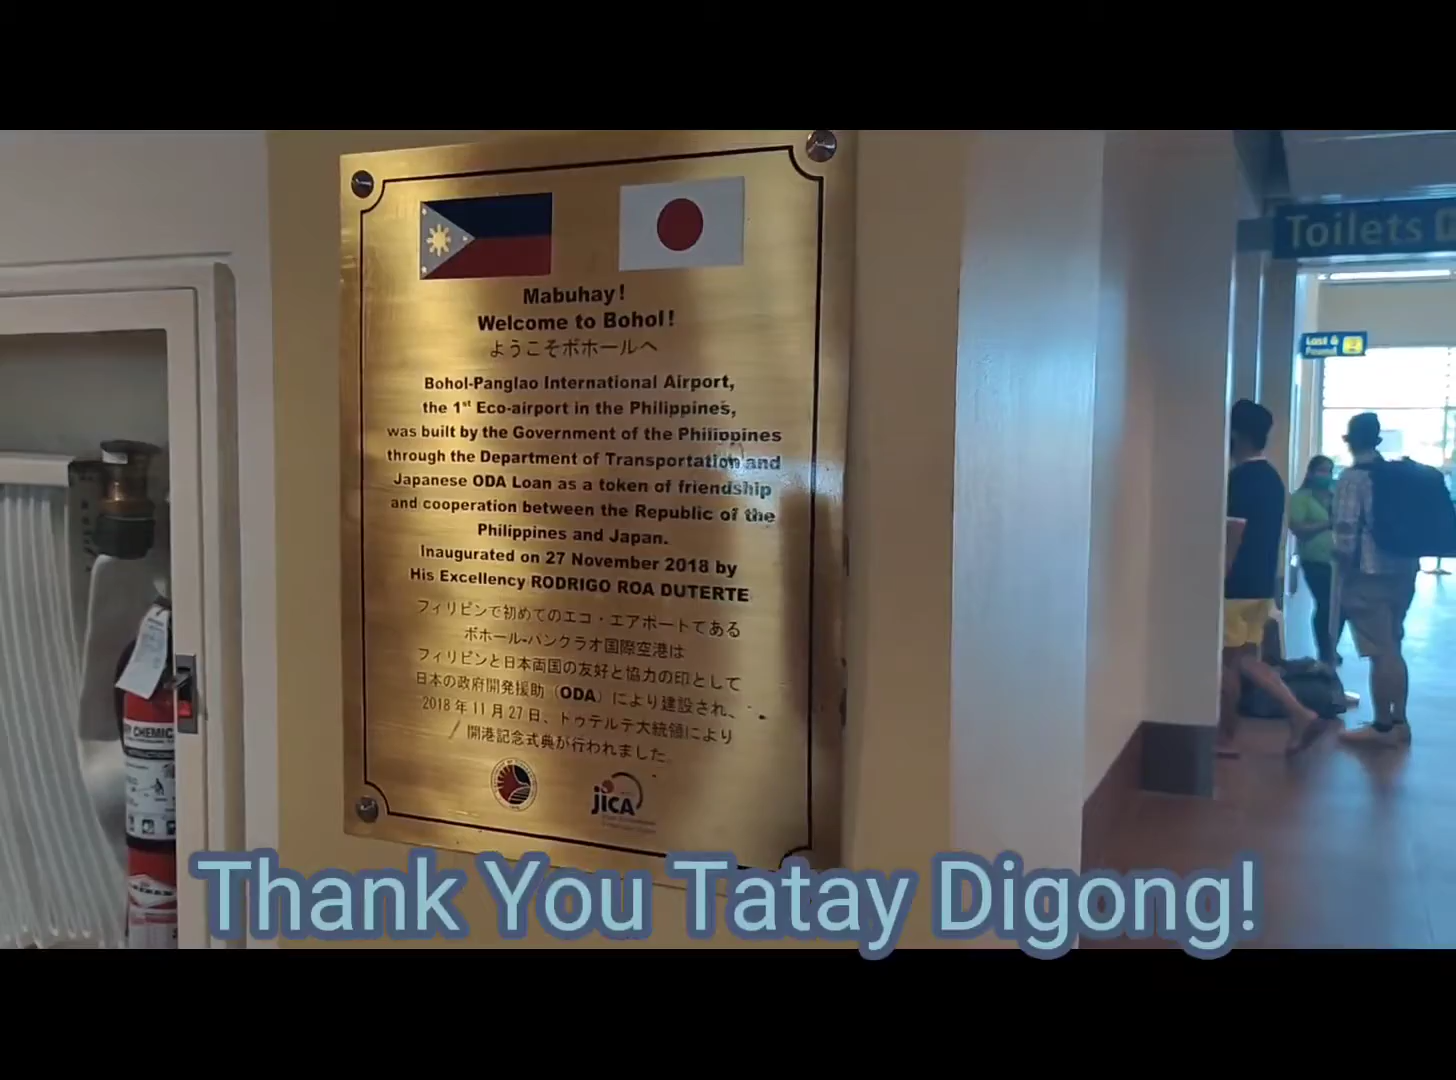 Mabuhay!
Welcome to Bohol!
ようこそボホールへ
Bohol-Panglao International Airport,
the 1st Eco-airport in the Philippines,
was built by the Government of the Philippines
through the Department of Transportation and
Japanese ODA Loan as a token of friendship
and cooperation between the Republic of the
Philippines and Japan.
Inaugurated on 27 November 2018 by
His Excellency RODRIGO ROA DUTERTE
フィリピンで初めてのエコ・エアポートである
ボホール-パングラオ国際空港は
フィリピンと日本両国の友好と協力の印として
日本の政府開発援助（ODA）により建設され、
2018年11月27日、ドゥテルテ大統領により
開港記念式典が行われました。
jICA
Toilets
Lost &
Found
CHEMIC
Thank You Tatay Digong!